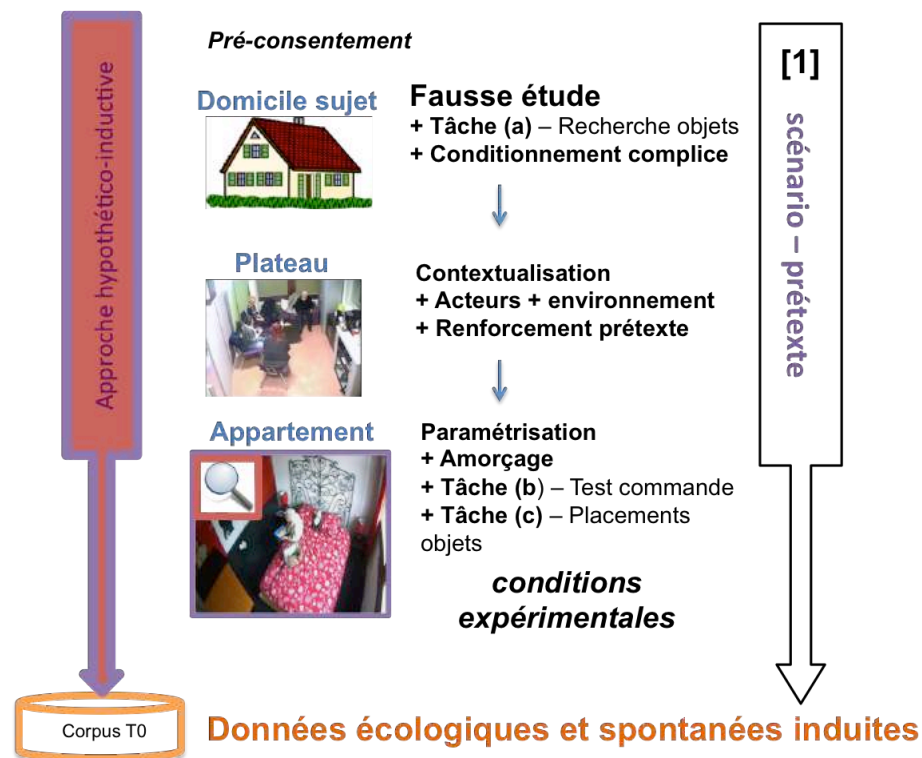 Pré-consentement
Approche hypothético-inductive
Domicile sujet
Fausse étude
+ Tâche (a) – Recherche objets
+ Conditionnement complice
Plateau
Contextualisation
+ Acteurs + environnement
+ Renforcement prétexte
Appartement
Paramétrisation
+ Amorçage
+ Tâche (b) – Test commande
+ Tâche (c) – Placements
objets
conditions
expérimentales
[1]
scénario – prétexte
Corpus T0
Données écologiques et spontanées induites